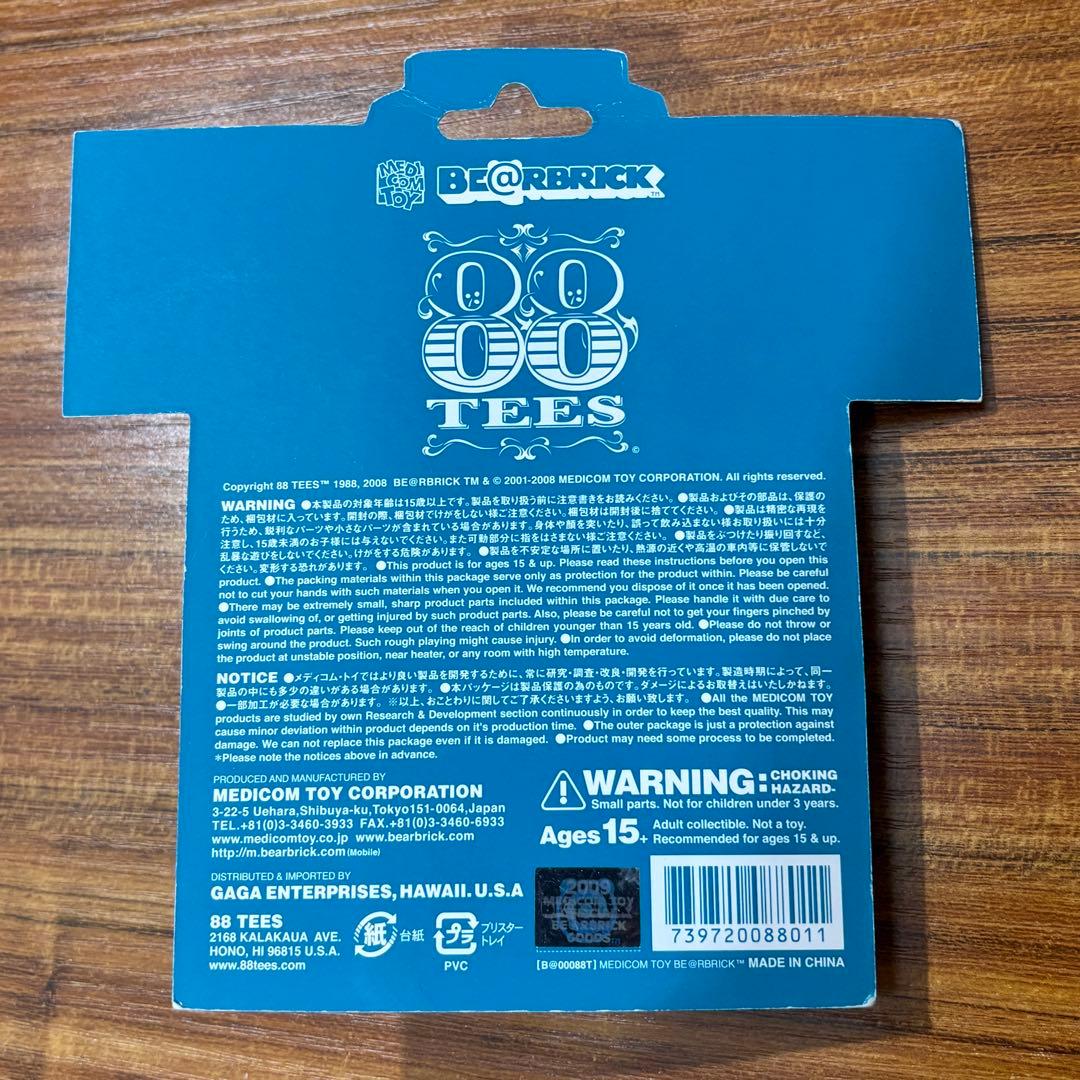 MEDI COM TOY
BE@RBRICK™
88
TEES
©
Copyright 88 TEES™ 1988, 2008 BE@RBRICK TM & © 2001-2008 MEDICOM TOY CORPORATION. All rights reserved.
WARNING ●本製品の対象年齢は15歳以上です。製品を取り扱う前に注意書きをお読みください。 ●製品およびその部品は、保護の
ため、梱包材に入っています。開封の際、梱包材でけがをしない様ご注意ください。梱包材は開封後に捨ててください。 ●製品は精密な再現を
行うため、鋭利なパーツや小さなパーツが含まれている場合があります。身体や顔を突いたり、誤って飲み込まない様お取り扱いには十分
注意し、15歳未満のお子様には与えないでください。また可動部分に指をはさまない様ご注意ください。 ●製品をぶつけたり振り回すなど、
乱暴な遊びをしないでください。けがをする危険があります。 ●製品を不安定な場所に置いたり、熱源の近くや高温の車内等に保管しないで
ください。変形する恐れがあります。 ●This product is for ages 15 & up. Please read these instructions before you open this
product. ●The packing materials within this package serve only as protection for the product within. Please be careful
not to cut your hands with such materials when you open it. We recommend you dispose of it once it has been opened.
●There may be extremely small, sharp product parts included within this package. Please handle it with due care to
avoid swallowing of, or getting injured by such product parts. Also, please be careful not to get your fingers pinched by
joints of product parts. Please keep out of the reach of children younger than 15 years old. ●Please do not throw or
swing around the product. Such rough playing might cause injury. ●In order to avoid deformation, please do not place
the product at unstable position, near heater, or any room with high temperature.
NOTICE ●メディコム・トイではより良い製品を開発するために、常に研究・調査・改良・開発を行っています。製造時期によって、同一
製品の中にも多少の違いがある場合があります。 ●本パッケージは製品保護の為のものです。ダメージによるお取替えはいたしかねます。
●一部加工が必要な場合があります。 ※以上、おことわりに関してご了承くださいますよう、お願い致します。 ●All the MEDICOM TOY
products are studied by own Research & Development section continuously in order to keep the best quality. This may
cause minor deviation within product depends on it's production time. ●The outer package is just a protection against
damage. We can not replace this package even if it is damaged. ●Product may need some process to be completed.
*Please note the notices above in advance.
PRODUCED AND MANUFACTURED BY
MEDICOM TOY CORPORATION
3-22-5 Uehara,Shibuya-ku,Tokyo151-0064,Japan
TEL.+81(0)3-3460-3933 FAX.+81(0)3-3460-6933
www.medicomtoy.co.jp www.bearbrick.com
http://m.bearbrick.com (Mobile)
WARNING: CHOKING HAZARD-
Small parts. Not for children under 3 years.
Ages 15+ Adult collectible. Not a toy.
Recommended for ages 15 & up.
DISTRIBUTED & IMPORTED BY
GAGA ENTERPRISES, HAWAII. U.S.A
88 TEES
2168 KALAKAUA AVE.
HONO, HI 96815 U.S.A.
www.88tees.com
紙 台紙
プラ ブリスタートレイ
PVC
2009
MEDICOM TOY
BE@RBRICK
GOODS
739720088011
[B@00088T] MEDICOM TOY BE@RBRICK™ MADE IN CHINA